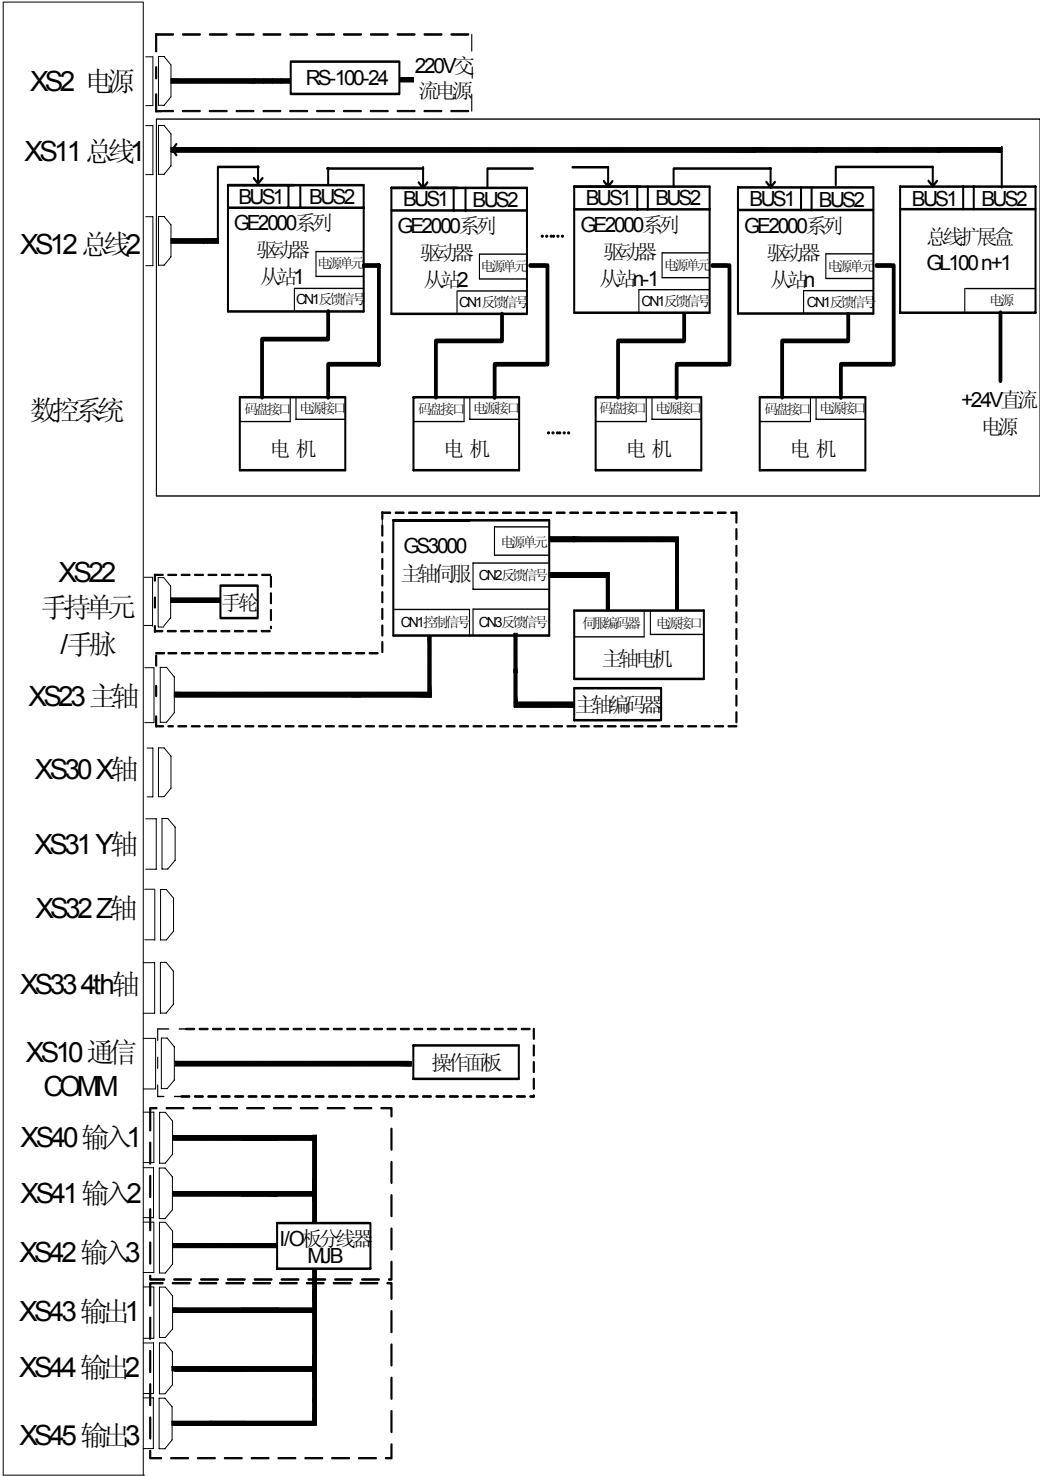 XS2 电源
RS-100-24
220V交
流电源
XS11 总线1
XS12 总线2
BUS1 BUS2
GE2000系列
驱动器
从站1
电源单元
CN1反馈信号
码盘接口 电源接口
电 机
BUS1 BUS2
GE2000系列
驱动器
从站2
电源单元
CN1反馈信号
码盘接口 电源接口
电 机
......
......
BUS1 BUS2
GE2000系列
驱动器
从站n-1
电源单元
CN1反馈信号
码盘接口 电源接口
电 机
BUS1 BUS2
GE2000系列
驱动器
从站n
电源单元
CN1反馈信号
码盘接口 电源接口
电 机
BUS1 BUS2
总线扩展盒
GL100 n+1
电源
+24V直流
电源
数控系统
XS22
手持单元
/手脉
手轮
GS3000
主轴伺服
电源单元
CN2反馈信号
CN1控制信号 CN3反馈信号
伺服编码器 电源接口
主轴电机
主轴编码器
XS23 主轴
XS30 X轴
XS31 Y轴
XS32 Z轴
XS33 4th轴
XS10 通信
COMM
操作面板
XS40 输入1
XS41 输入2
XS42 输入3
I/O板分线器
MJB
XS43 输出1
XS44 输出2
XS45 输出3